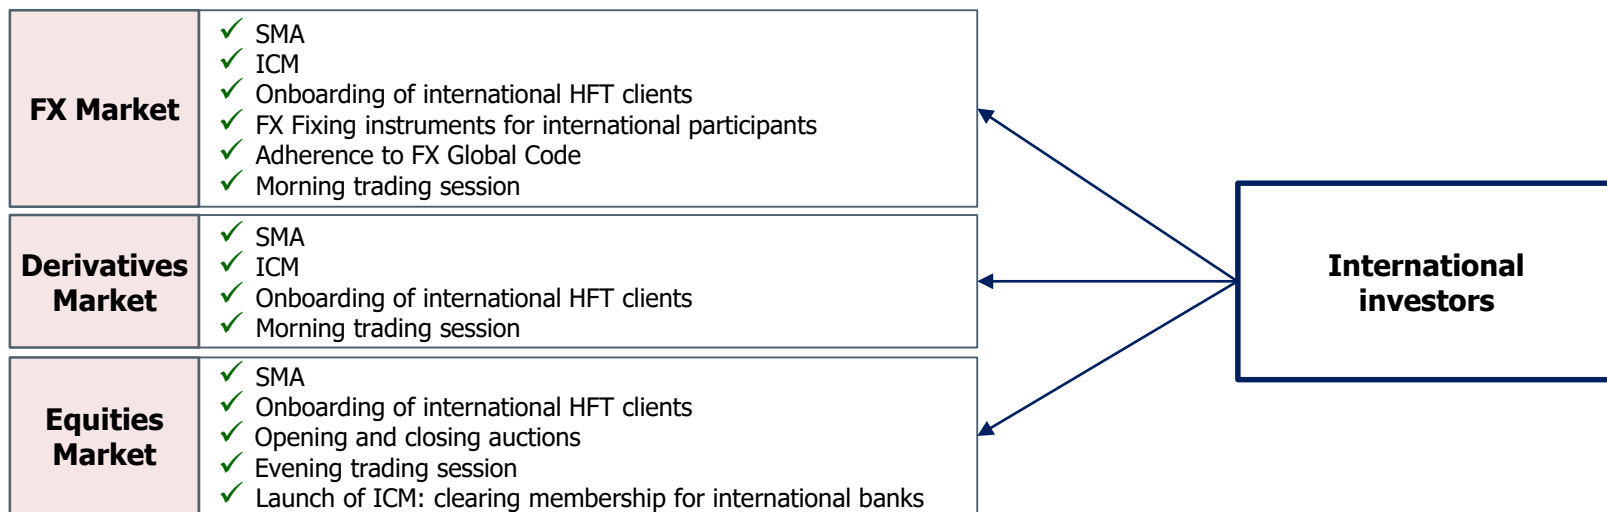 FX Market
SMA
ICM
Onboarding of international HFT clients
FX Fixing instruments for international participants
Adherence to FX Global Code
Morning trading session
Derivatives
Market
SMA
ICM
Onboarding of international HFT clients
Morning trading session
Equities
Market
SMA
Onboarding of international HFT clients
Opening and closing auctions
Evening trading session
Launch of ICM: clearing membership for international banks
International
investors